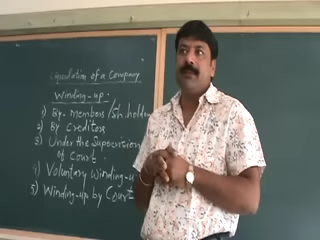 Liquidation of a Company
Winding-up:
1) By- members/sh.holders
2) By Creditors
3) Under the Supervision
of Court.
4) Voluntary Winding-u
5) Winding-up by Court